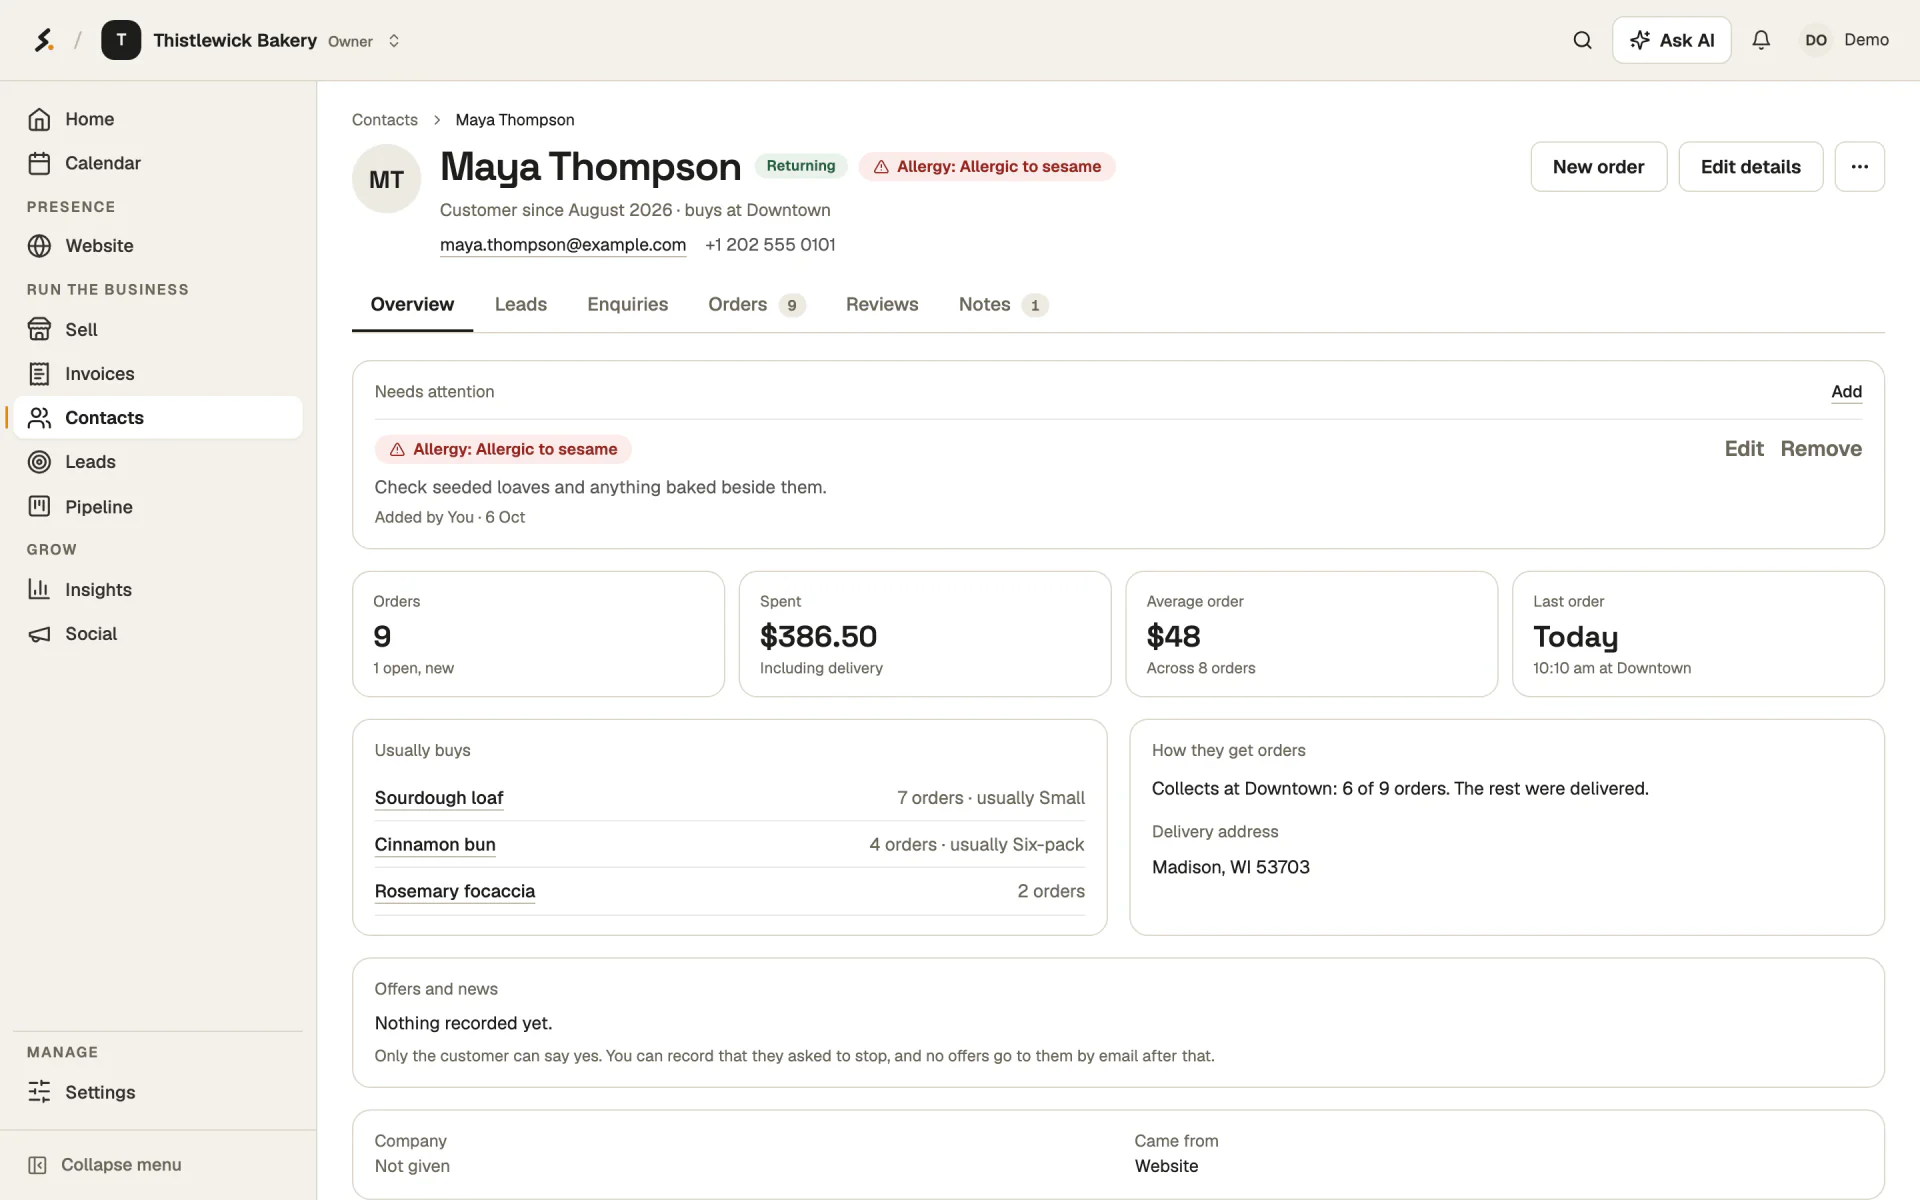 / T Thistlewick Bakery Owner
Ask AI
DO Demo
Home
Calendar
PRESENCE
Website
RUN THE BUSINESS
Sell
Invoices
Contacts
Leads
Pipeline
GROW
Insights
Social
MANAGE
Settings
Collapse menu
Contacts > Maya Thompson
MT
Maya Thompson Returning Allergy: Allergic to sesame
Customer since August 2026 · buys at Downtown
maya.thompson@example.com +1 202 555 0101
New order Edit details ...
Overview Leads Enquiries Orders 9 Reviews Notes 1
Needs attention Add
Allergy: Allergic to sesame Edit Remove
Check seeded loaves and anything baked beside them.
Added by You · 6 Oct
Orders
9
1 open, new
Spent
$386.50
Including delivery
Average order
$48
Across 8 orders
Last order
Today
10:10 am at Downtown
Usually buys
Sourdough loaf 7 orders · usually Small
Cinnamon bun 4 orders · usually Six-pack
Rosemary focaccia 2 orders
How they get orders
Collects at Downtown: 6 of 9 orders. The rest were delivered.
Delivery address
Madison, WI 53703
Offers and news
Nothing recorded yet.
Only the customer can say yes. You can record that they asked to stop, and no offers go to them by email after that.
Company
Not given
Came from
Website